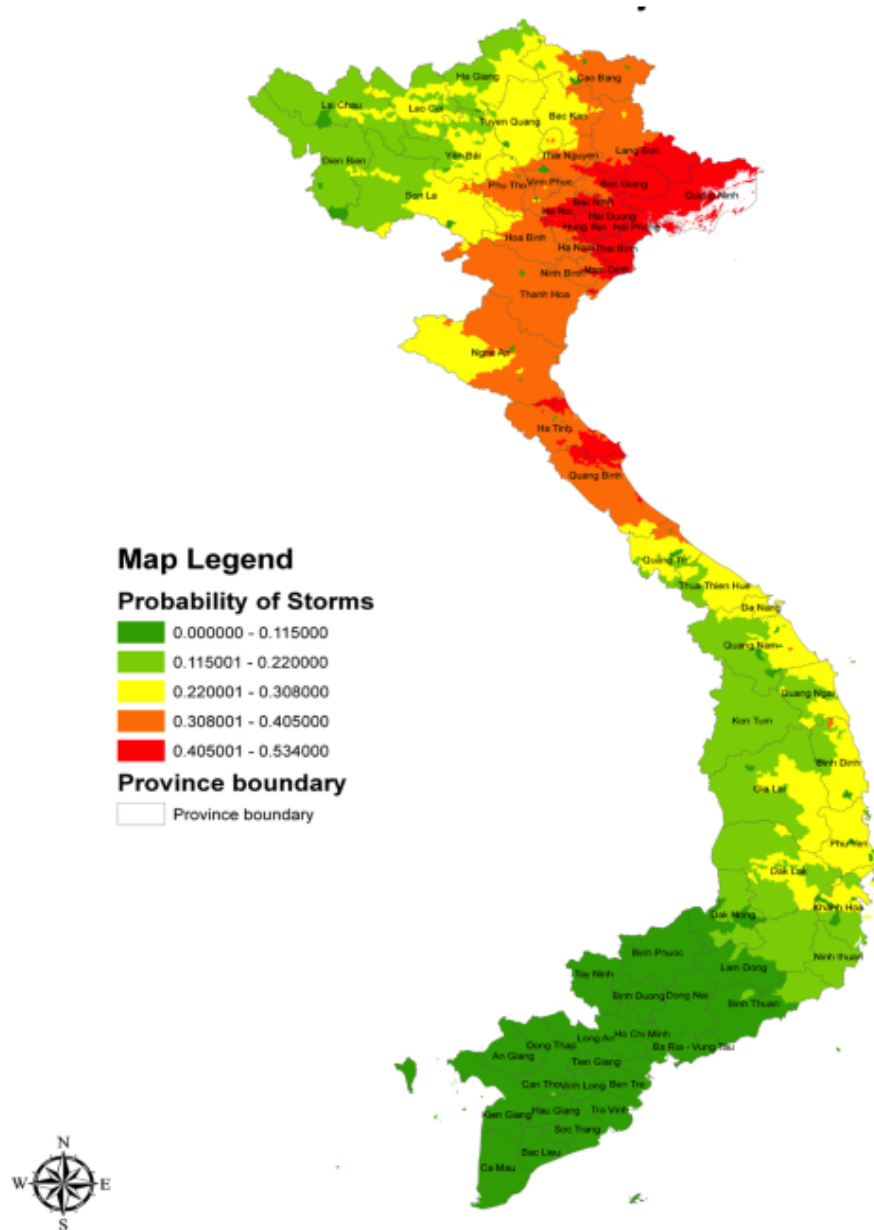 Ha Giang
Cao Bang
Lai Chau
Lao Cai
Tuyen Quang
Bac Kan
Lang Son
Dien Bien
Yen Bai
Thai Nguyen
Phu Tho
Vinh Phuc
Bac Giang
Quang Ninh
Son La
Bac Ninh
Ha Noi
Hai Duong
Hung Yen
Hai Phong
Hoa Binh
Ha Nam
Thai Binh
Ninh Binh
Nam Dinh
Thanh Hoa
Nghe An
Ha Tinh
Quang Binh
Quang Tri
Thua Thien Hue
Da Nang
Quang Nam
Quang Ngai
Kon Tum
Binh Dinh
Gia Lai
Phu Yen
Dak Lak
Khanh Hoa
Dak Nong
Ninh thuan
Binh Phuoc
Lam Dong
Tay Ninh
Binh Duong
Dong Nai
Binh Thuan
Ho Chi Minh
Long An
Dong Thap
Ba Ria - Vung Tau
An Giang
Tien Giang
Can Tho
Vinh Long
Ben Tre
Kien Giang
Hau Giang
Tra Vinh
Soc Trang
Bac Lieu
Ca Mau
Map Legend
Probability of Storms
0.000000 - 0.115000
0.115001 - 0.220000
0.220001 - 0.308000
0.308001 - 0.405000
0.405001 - 0.534000
Province boundary
Province boundary
N
W
E
S